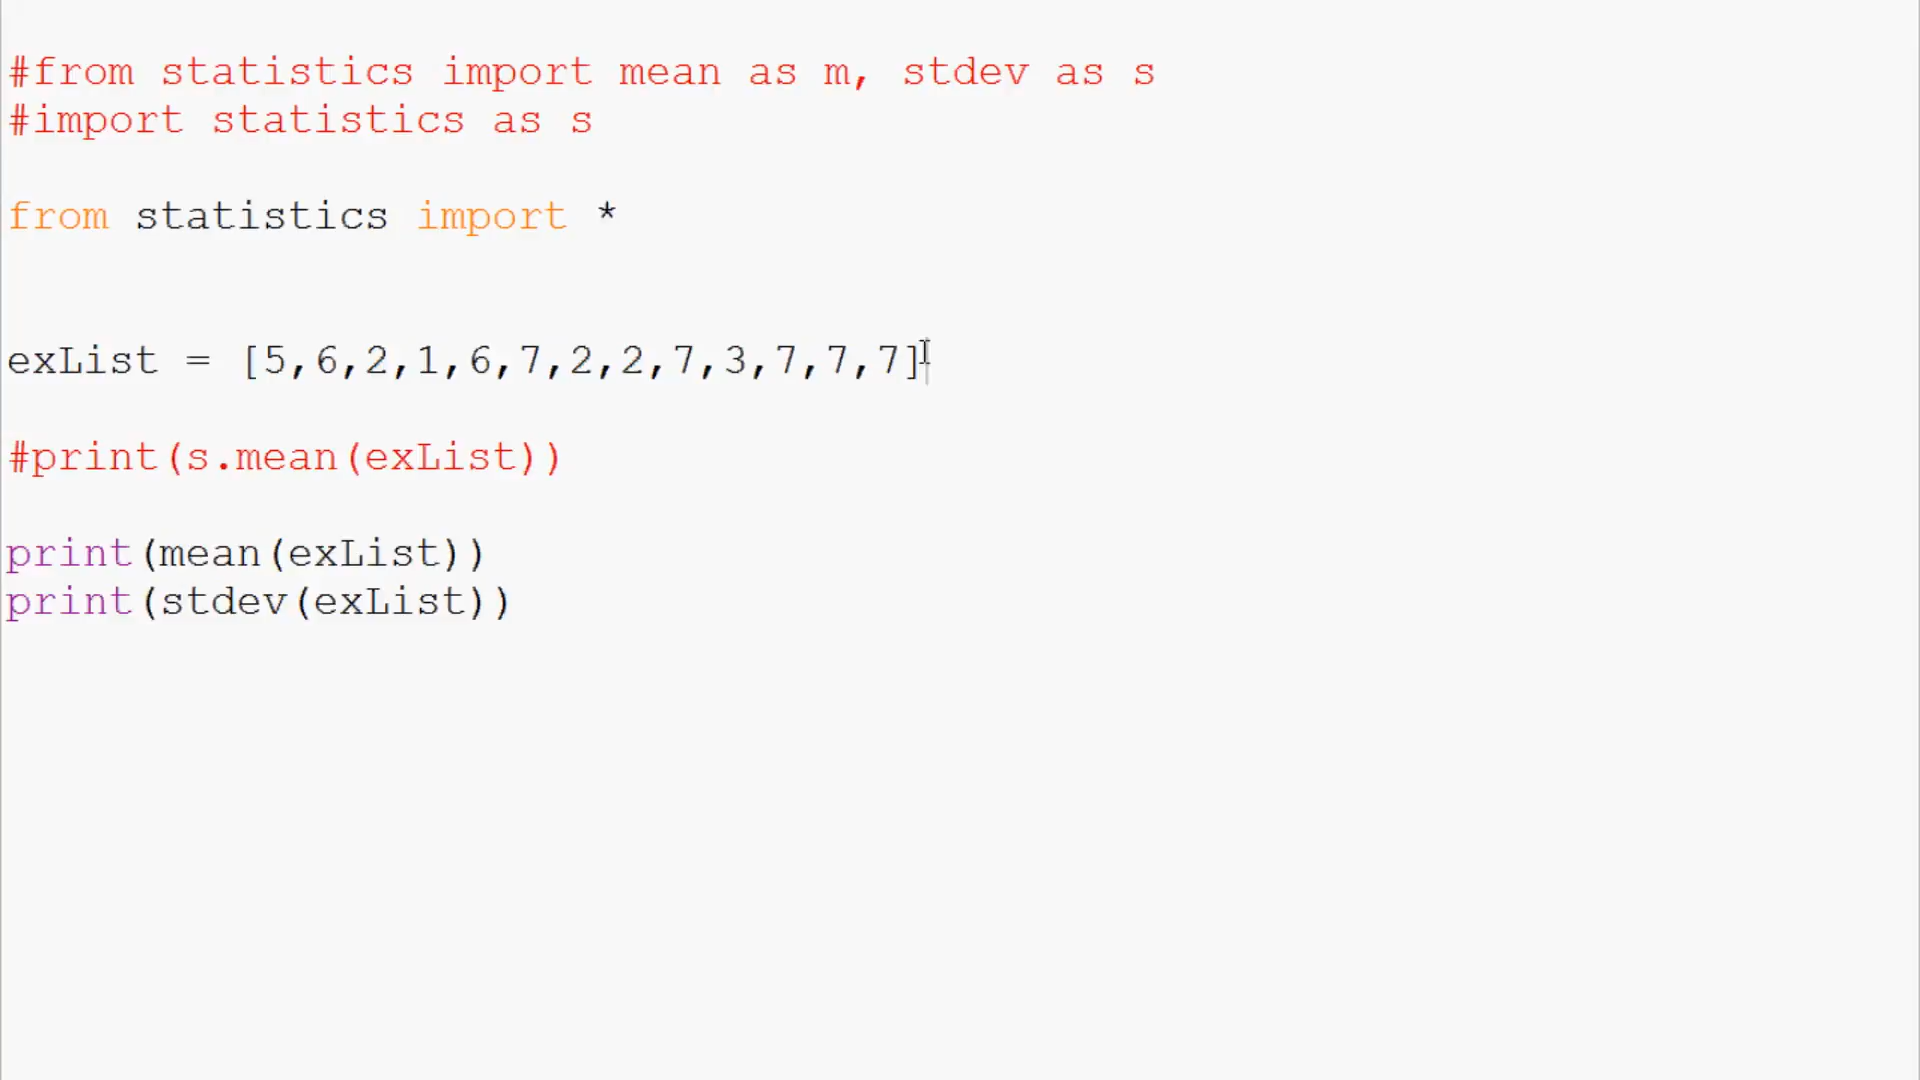 #from statistics import mean as m, stdev as s
#import statistics as s
from statistics import *
exList = [5,6,2,1,6,7,2,2,7,3,7,7,7]
#print(s.mean(exList))
print(mean(exList))
print(stdev(exList))